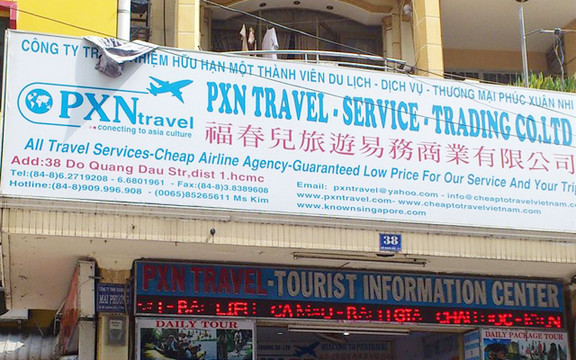 CÔNG TY TRÁCH NHIỆM HỮU HẠN MỘT THÀNH VIÊN DU LỊCH - DỊCH VỤ - THƯƠNG MẠI PHÚC XUÂN NHI
PXN travel
connecting to asia culture
PXN TRAVEL - SERVICE - TRADING CO.LTD
福春兒旅遊易務商業有限公司
All Travel Services-Cheap Airline Agency-Guaranteed Low Price For Our Service And Your Trip
Add:38 Do Quang Dau Str,dist 1.hcmc
Tel:(84-8)6.2719208 - 6.6801961 - Fax:(84-8)3.8389608
Hotline:(84-8)909.996.908 - (0065)85265611 Ms Kim
Email: pxntravel@yahoo.com - info@cheaptotravelvietnam.com
www.pxntravel.com- www.cheaptotravelvietnam.com
www.knownsingapore.com
38
PXN TRAVEL-TOURIST INFORMATION CENTER
DAILY TOUR
PACKAGE TOUR